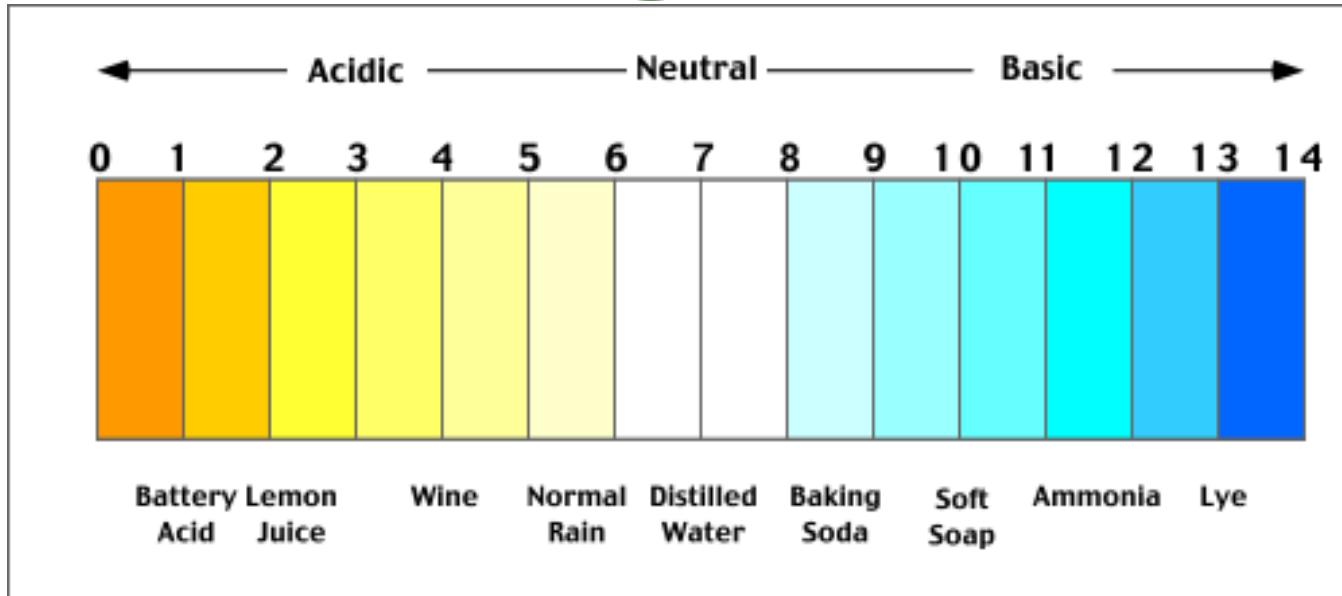 Acidic Neutral Basic
0 1 2 3 4 5 6 7 8 9 10 11 12 13 14
Battery Lemon Wine Normal Distilled Baking Soft Ammonia Lye
Acid Juice Rain Water Soda Soap